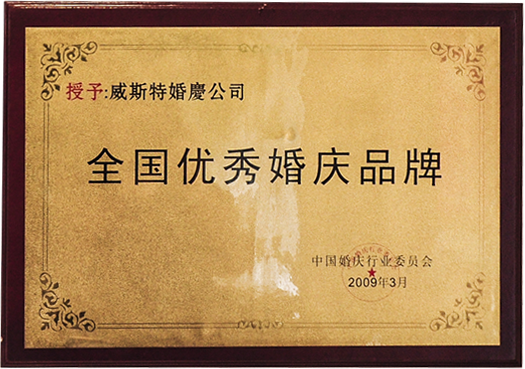 授予:威斯特婚慶公司
全国优秀婚庆品牌
中国婚庆行业委员会
2009年3月